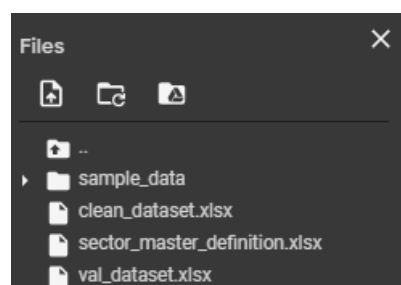 Files
..
sample_data
clean_dataset.xlsx
sector_master_definition.xlsx
val_dataset.xlsx